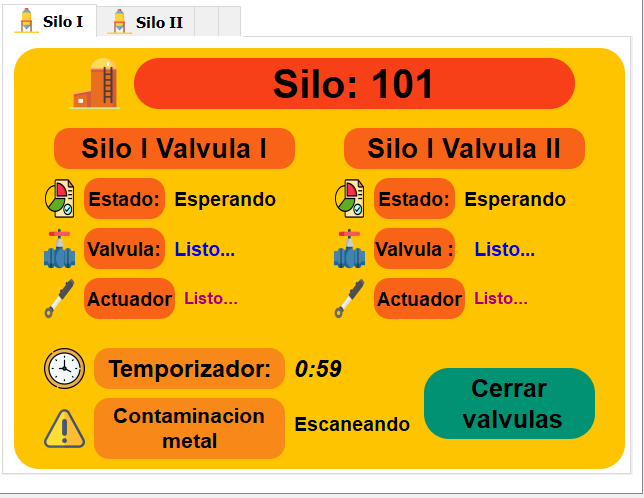 Silo I
Silo II
Silo: 101
Silo I Valvula I
Silo I Valvula II
Estado: Esperando
Estado: Esperando
Valvula: Listo...
Valvula : Listo...
Actuador Listo...
Actuador Listo...
Temporizador: 0:59
Contaminacion
metal
Escaneando
Cerrar
valvulas